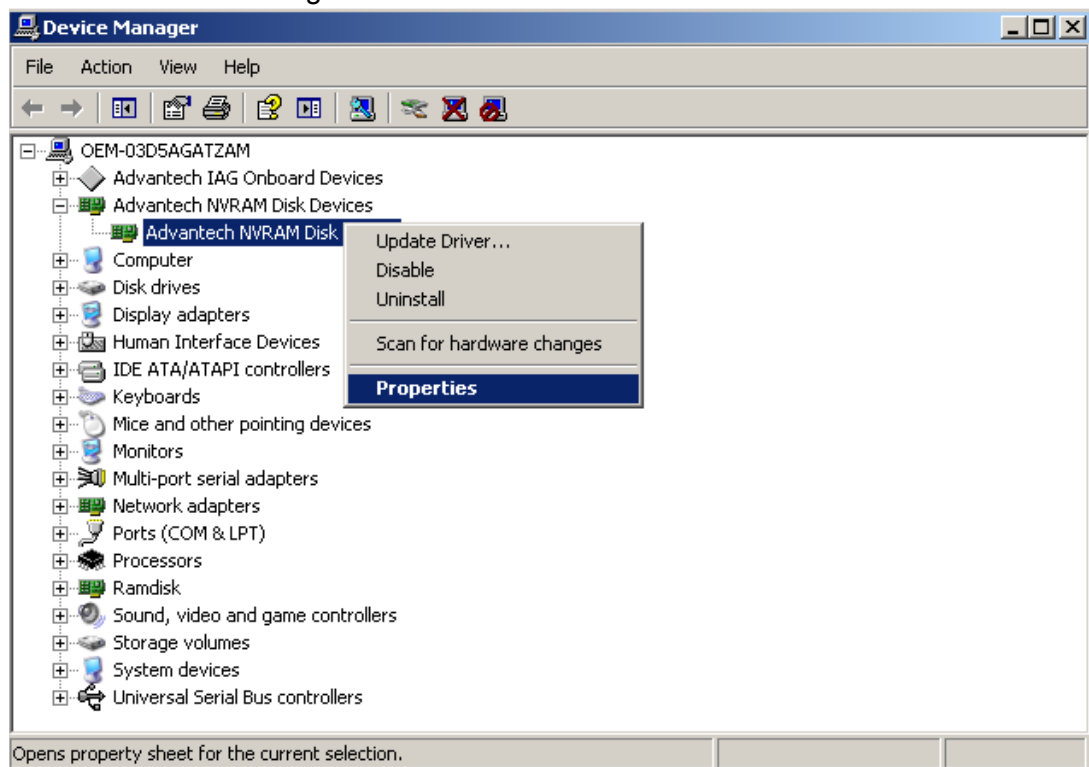 Device Manager
File Action View Help
OEM-03D5AGATZAM
Advantech IAG Onboard Devices
Advantech NVRAM Disk Devices
Advantech NVRAM Disk
Update Driver...
Disable
Uninstall
Scan for hardware changes
Properties
Computer
Disk drives
Display adapters
Human Interface Devices
IDE ATA/ATAPI controllers
Keyboards
Mice and other pointing devices
Monitors
Multi-port serial adapters
Network adapters
Ports (COM & LPT)
Processors
Ramdisk
Sound, video and game controllers
Storage volumes
System devices
Universal Serial Bus controllers
Opens property sheet for the current selection.